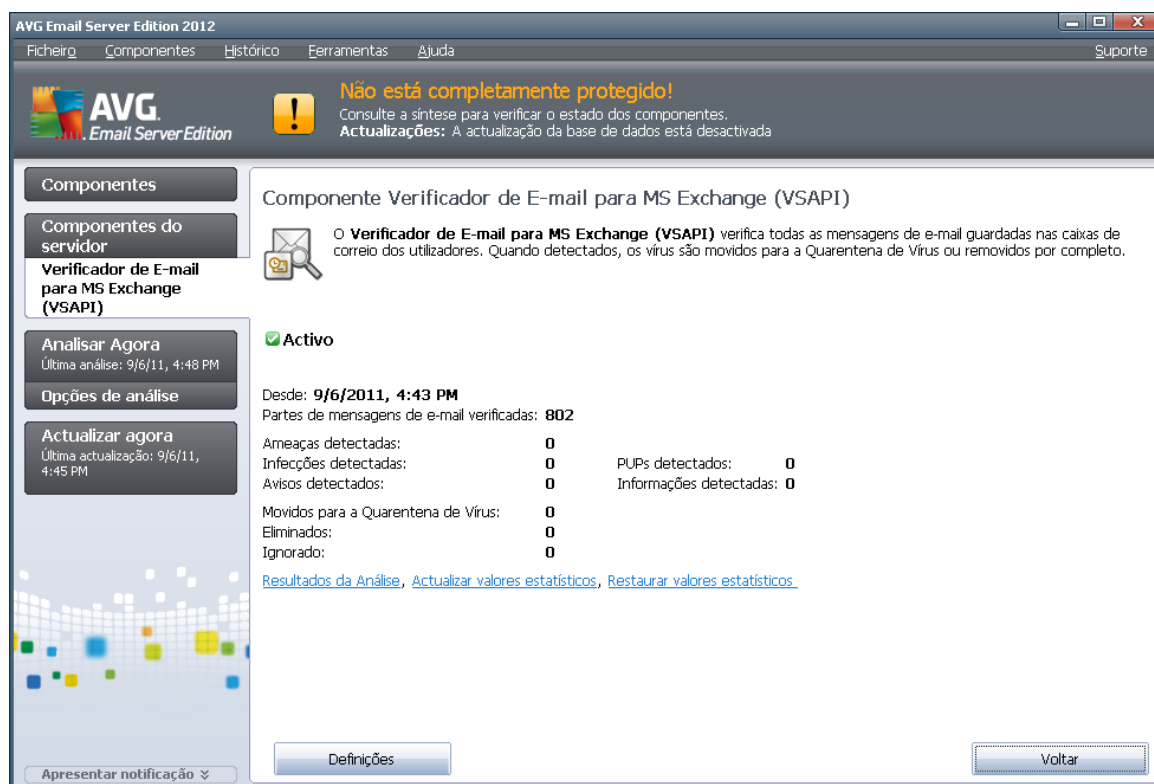 AVG Email Server Edition 2012
Ficheiro Componentes Histórico Ferramentas Ajuda Suporte
AVG.
Email Server Edition
Não está completamente protegido!
Consulte a síntese para verificar o estado dos componentes.
Actualizações: A actualização da base de dados está desactivada
Componentes
Componentes do
servidor
Verificador de E-mail
para MS Exchange
(VSAPI)
Analisar Agora
Última análise: 9/6/11, 4:48 PM
Opções de análise
Actualizar agora
Última actualização: 9/6/11,
4:45 PM
Apresentar notificação
Componente Verificador de E-mail para MS Exchange (VSAPI)
O Verificador de E-mail para MS Exchange (VSAPI) verifica todas as mensagens de e-mail guardadas nas caixas de
correio dos utilizadores. Quando detectados, os vírus são movidos para a Quarentena de Vírus ou removidos por completo.
Activo
Desde: 9/6/2011, 4:43 PM
Partes de mensagens de e-mail verificadas: 802
Ameaças detectadas: 0
Infecções detectadas: 0 PUPs detectados: 0
Avisos detectados: 0 Informações detectadas: 0
Movidos para a Quarentena de Vírus: 0
Eliminados: 0
Ignorado: 0
Resultados da Análise, Actualizar valores estatísticos, Restaurar valores estatísticos
Definições Voltar